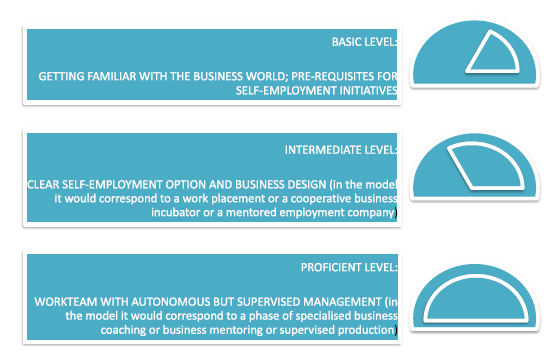 BASIC LEVEL:
GETTING FAMILIAR WITH THE BUSINESS WORLD; PRE-REQUISITES FOR
SELF-EMPLOYMENT INITIATIVES
INTERMEDIATE LEVEL:
CLEAR SELF-EMPLOYMENT OPTION AND BUSINESS DESIGN (in the model
it would correspond to a work placement or a cooperative business
incubator or a mentored employment company)
PROFICIENT LEVEL:
WORKTEAM WITH AUTONOMOUS BUT SUPERVISED MANAGEMENT (in
the model it would correspond to a phase of specialised business
coaching or business mentoring or supervised production)